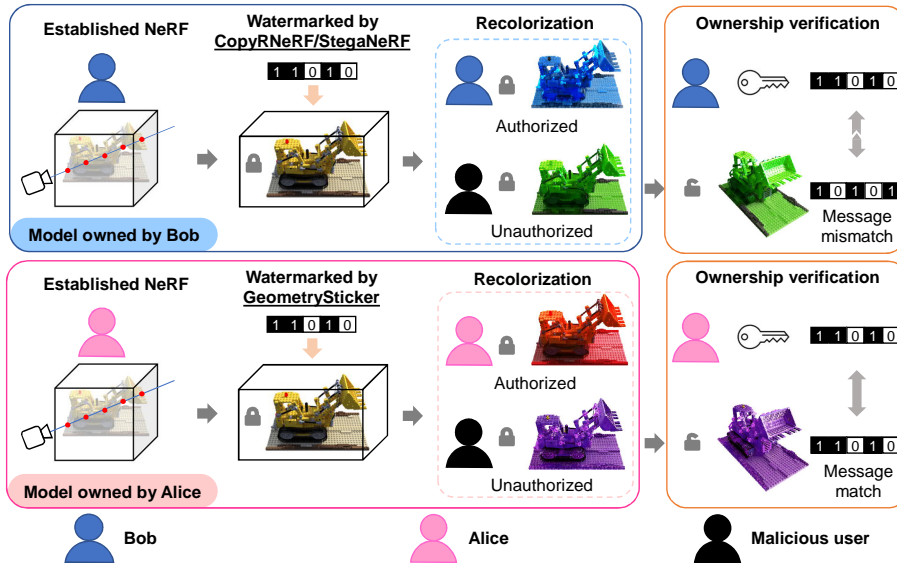 Established NeRF
Watermarked by
CopyRNeRF/StegaNeRF
1 1 0 1 0
Recolorization
Authorized
Unauthorized
Model owned by Bob
Ownership verification
1 1 0 1 0
1 0 1 0 1
Message
mismatch
Established NeRF
Watermarked by
GeometrySticker
1 1 0 1 0
Recolorization
Authorized
Unauthorized
Model owned by Alice
Ownership verification
1 1 0 1 0
1 1 0 1 0
Message
match
Bob
Alice
Malicious user